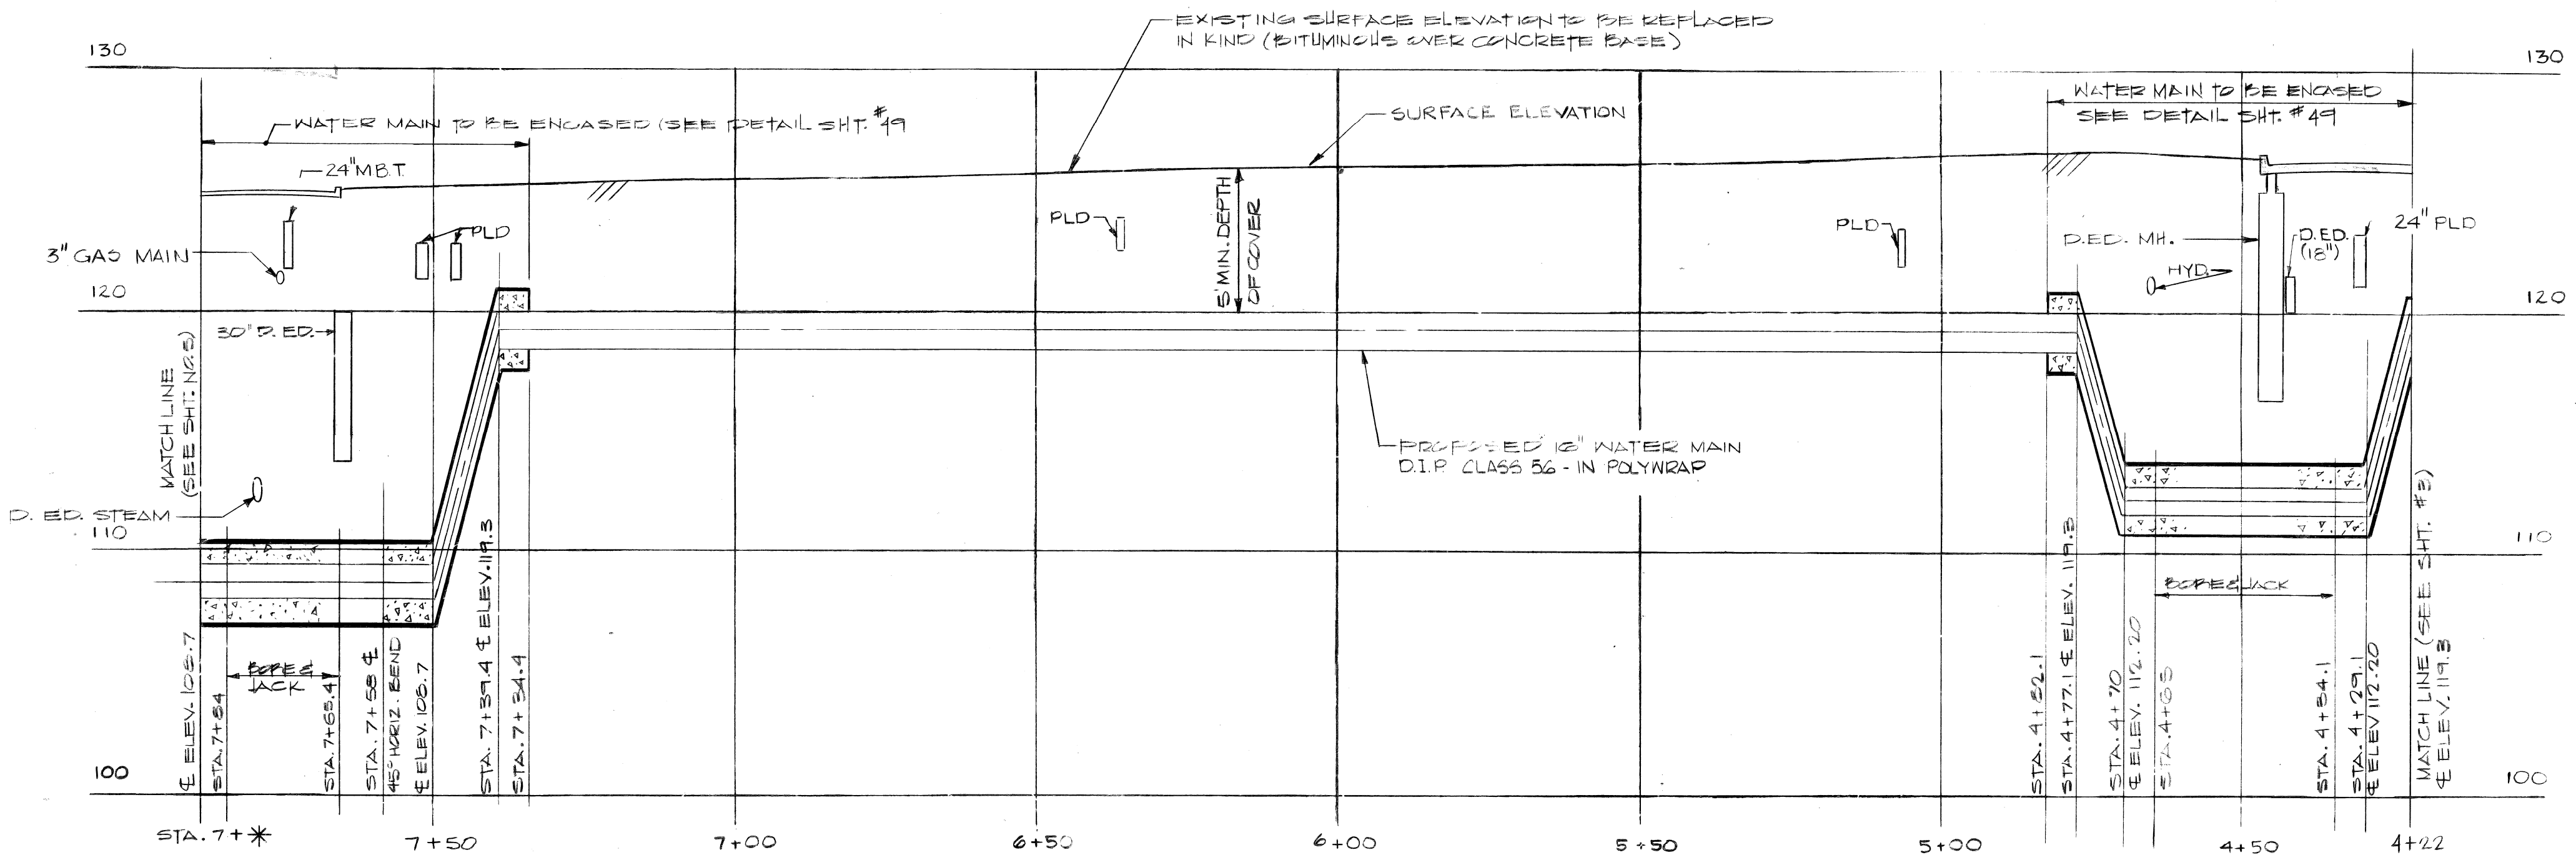 EXISTING SURFACE ELEVATION TO BE REPLACED
IN KIND (BITUMINOUS OVER CONCRETE BASE)
130
130
WATER MAIN TO BE ENCASED (SEE DETAIL SHT. #49
SURFACE ELEVATION
WATER MAIN TO BE ENCASED
SEE DETAIL SHT. #49
24" M.B.T.
3" GAS MAIN
PLD
PLD
5' MIN. DEPTH
OF COVER
PLD
D.ED. MH.
D.ED.
(18")
24" PLD
HYD.
120
120
30" D. ED.
MATCH LINE
(SEE SHT. NO.5)
PROPOSED 16" WATER MAIN
D.I.P. CLASS 56 - IN POLYWRAP
D. ED. STEAM
110
110
BORE & JACK
BORE &
JACK
℄ ELEV. 108.7
STA. 7+84
STA. 7+65.4
STA. 7+58 ℄
45° HORIZ. BEND
℄ ELEV. 108.7
STA. 7+39.4 ℄ ELEV. 119.3
STA. 7+34.4
STA. 4+82.1
STA. 4+77.1 ℄ ELEV. 119.3
STA. 4+70
℄ ELEV. 112.20
STA. 4+65
STA. 4+34.1
STA. 4+29.1
℄ ELEV 112.20
MATCH LINE (SEE SHT. #3)
℄ ELEV. 119.3
100
100
STA. 7+*
7+50
7+00
6+50
6+00
5+50
5+00
4+50
4+22